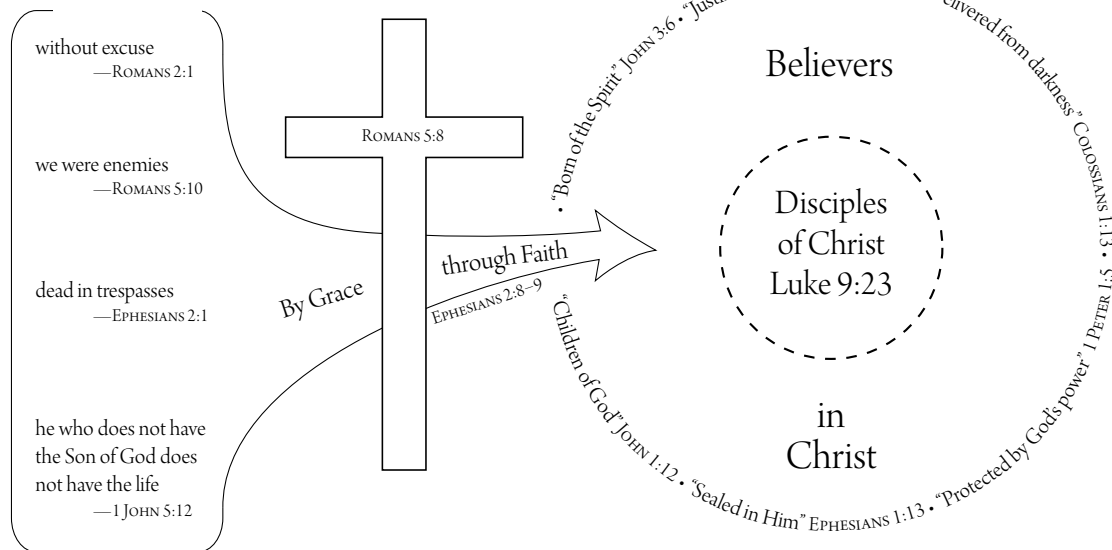 without excuse
—Romans 2:1
we were enemies
—Romans 5:10
dead in trespasses
—Ephesians 2:1
he who does not have
the Son of God does
not have the life
—1 John 5:12
Romans 5:8
By Grace
through Faith
Ephesians 2:8–9
• “Born of the Spirit” John 3:6 •
from darkness” Colossians 1:13 •
“Children of God” John 1:12 • “Sealed in Him” Ephesians 1:13 • “Protected by God’s power” 1 Peter 1:5
Believers
Disciples
of Christ
Luke 9:23
in
Christ